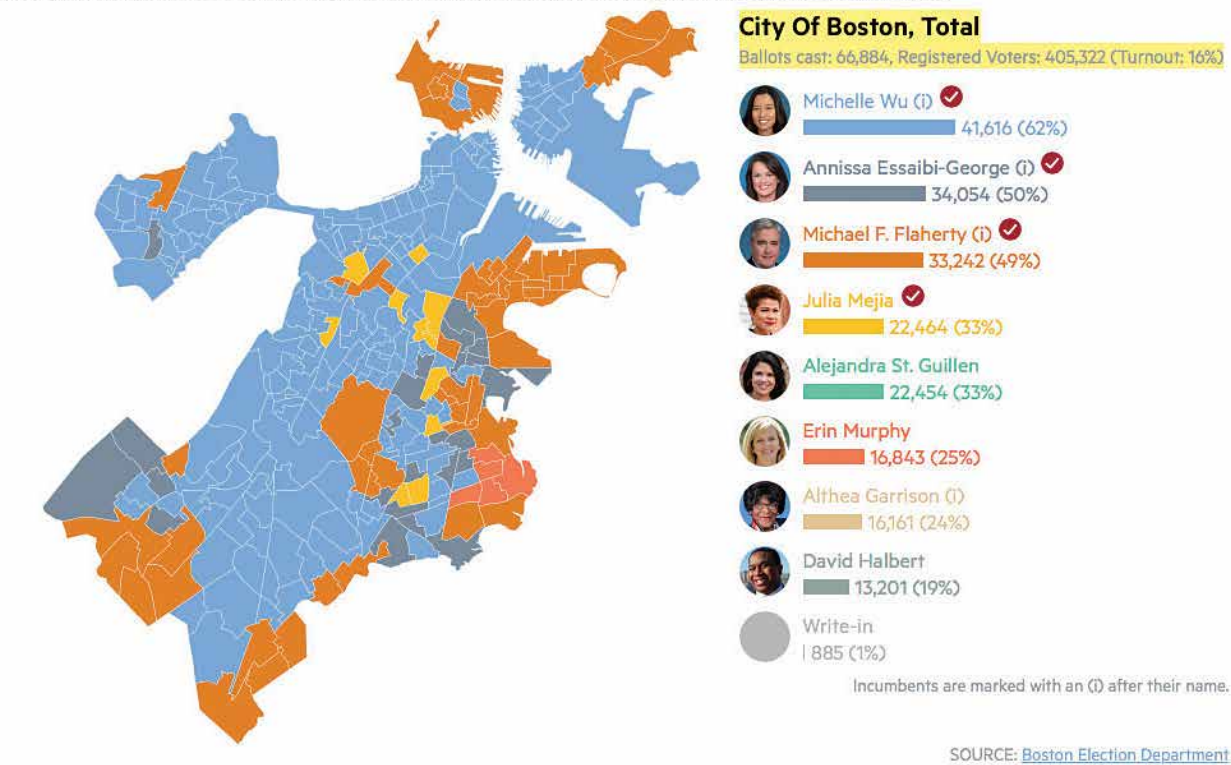 City Of Boston, Total
Ballots cast: 66,884, Registered Voters: 405,322 (Turnout: 16%)
Michelle Wu (i)
41,616 (62%)
Annissa Essaibi-George (i)
34,054 (50%)
Michael F. Flaherty (i)
33,242 (49%)
Julia Mejia
22,464 (33%)
Alejandra St. Guillen
22,454 (33%)
Erin Murphy
16,843 (25%)
Althea Garrison (i)
16,161 (24%)
David Halbert
13,201 (19%)
Write-in
885 (1%)
Incumbents are marked with an (i) after their name.
SOURCE: Boston Election Department